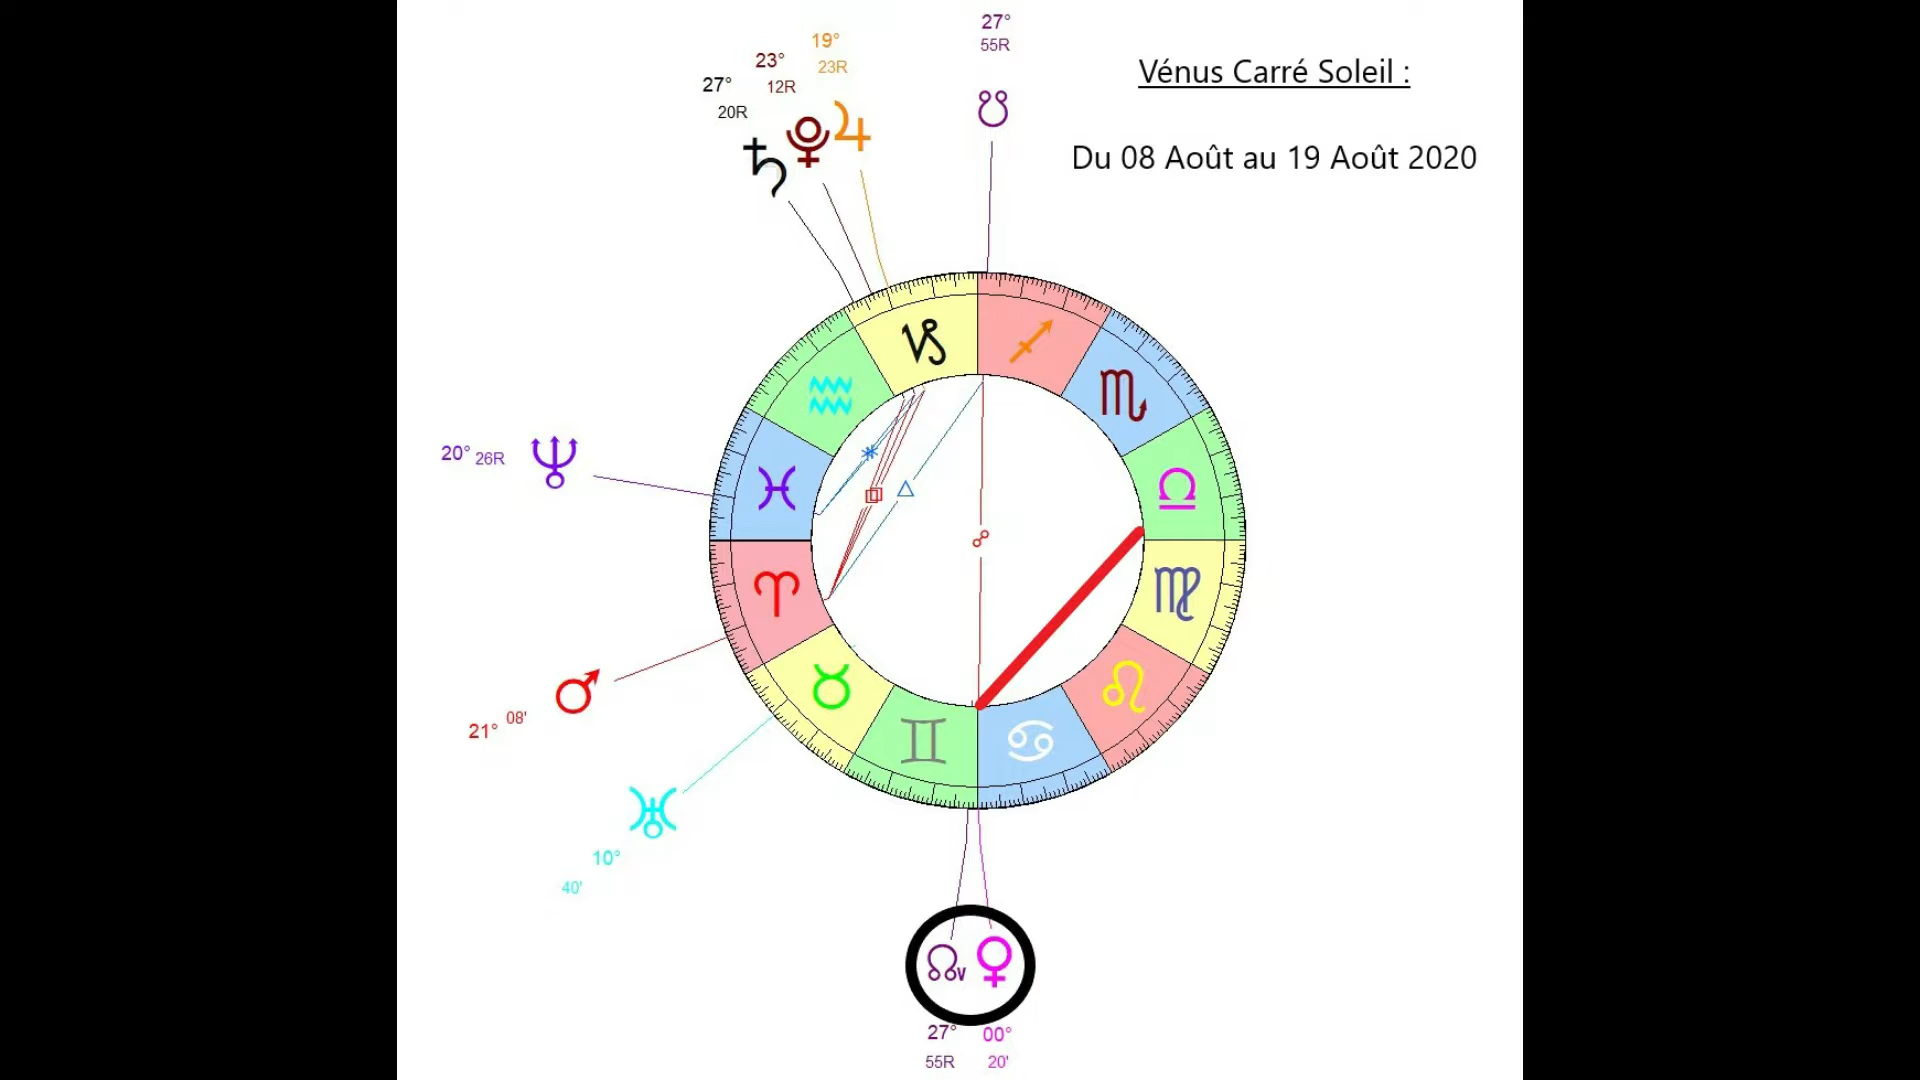 27°
55R
19°
23R
23°
12R
27°
20R
Vénus Carré Soleil :
Du 08 Août au 19 Août 2020
20° 26R
21° 08'
10°
40'
V
27° 00°
55R 20'